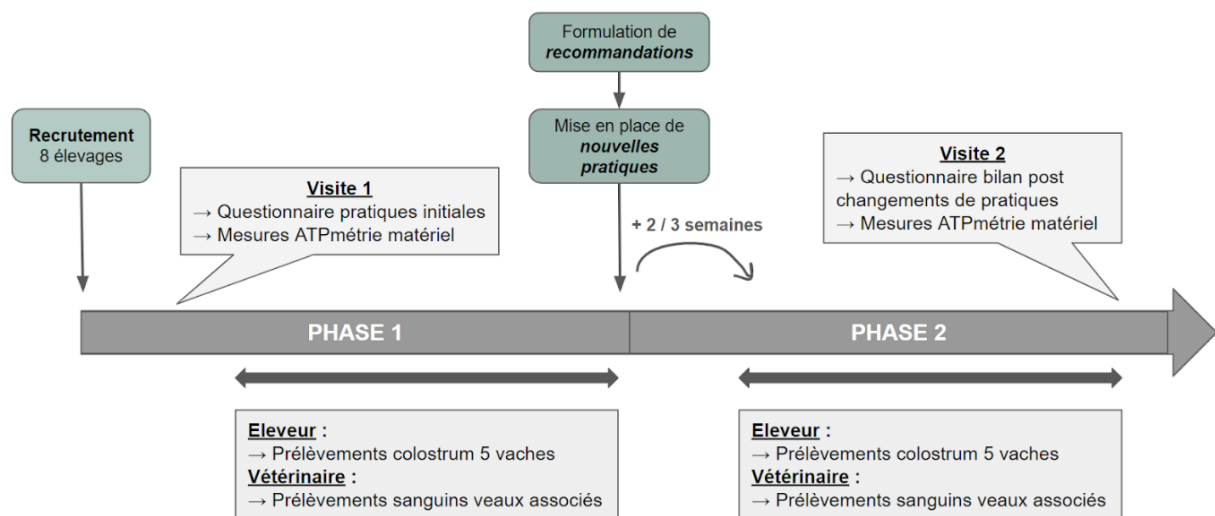 Formulation de
recommandations
Recrutement
8 élevages
Mise en place de
nouvelles
pratiques
Visite 1
→ Questionnaire pratiques initiales
→ Mesures ATPmétrie matériel
+ 2 / 3 semaines
Visite 2
→ Questionnaire bilan post
changements de pratiques
→ Mesures ATPmétrie matériel
PHASE 1
PHASE 2
Eleveur :
→ Prélèvements colostrum 5 vaches
Vétérinaire :
→ Prélèvements sanguins veaux associés
Eleveur :
→ Prélèvements colostrum 5 vaches
Vétérinaire :
→ Prélèvements sanguins veaux associés